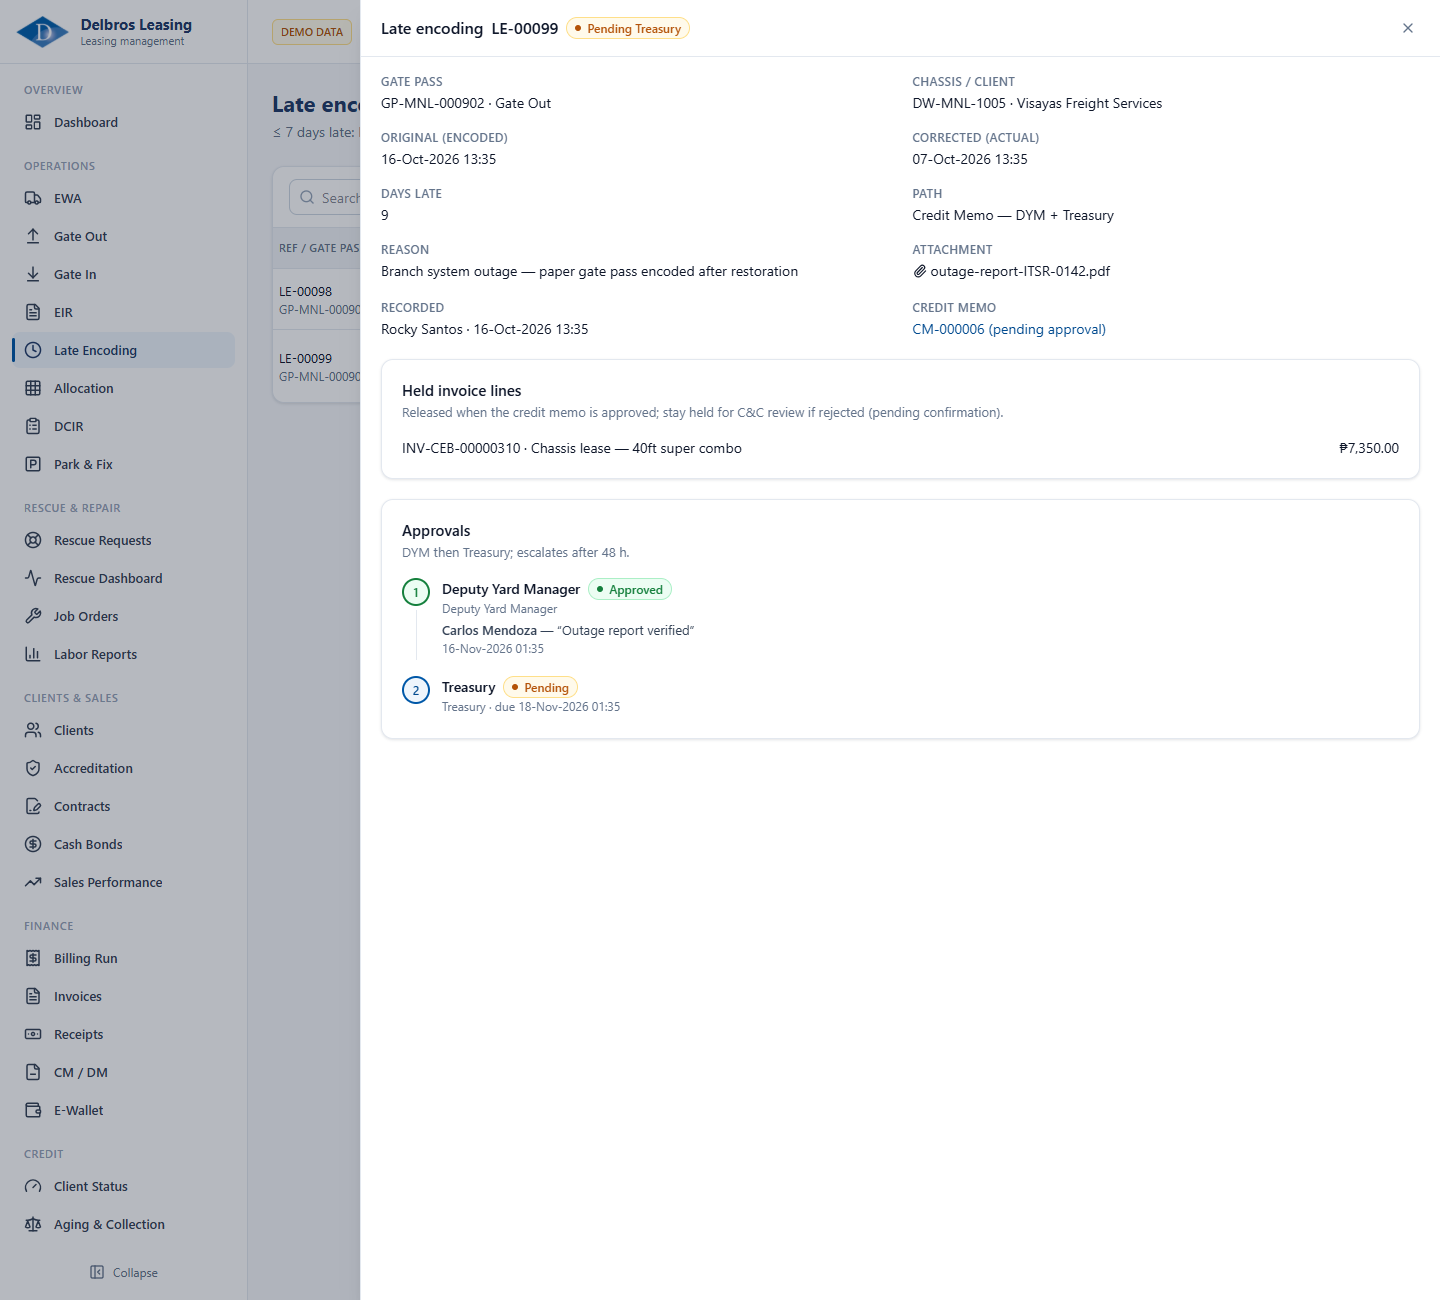 Delbros Leasing
Leasing management
OVERVIEW
Dashboard
OPERATIONS
EWA
Gate Out
Gate In
EIR
Late Encoding
Allocation
DCIR
Park & Fix
RESCUE & REPAIR
Rescue Requests
Rescue Dashboard
Job Orders
Labor Reports
CLIENTS & SALES
Clients
Accreditation
Contracts
Cash Bonds
Sales Performance
FINANCE
Billing Run
Invoices
Receipts
CM / DM
E-Wallet
CREDIT
Client Status
Aging & Collection
Collapse
DEMO DATA
Late enc
≤ 7 days late:
Search
REF / GATE PAS
LE-00098
GP-MNL-00090
LE-00099
GP-MNL-00090
Late encoding LE-00099 Pending Treasury
GATE PASS
GP-MNL-000902 · Gate Out
CHASSIS / CLIENT
DW-MNL-1005 · Visayas Freight Services
ORIGINAL (ENCODED)
16-Oct-2026 13:35
CORRECTED (ACTUAL)
07-Oct-2026 13:35
DAYS LATE
9
PATH
Credit Memo — DYM + Treasury
REASON
Branch system outage — paper gate pass encoded after restoration
ATTACHMENT
outage-report-ITSR-0142.pdf
RECORDED
Rocky Santos · 16-Oct-2026 13:35
CREDIT MEMO
CM-000006 (pending approval)
Held invoice lines
Released when the credit memo is approved; stay held for C&C review if rejected (pending confirmation).
INV-CEB-00000310 · Chassis lease — 40ft super combo ₱7,350.00
Approvals
DYM then Treasury; escalates after 48 h.
1 Deputy Yard Manager Approved
Deputy Yard Manager
Carlos Mendoza — “Outage report verified”
16-Nov-2026 01:35
2 Treasury Pending
Treasury · due 18-Nov-2026 01:35